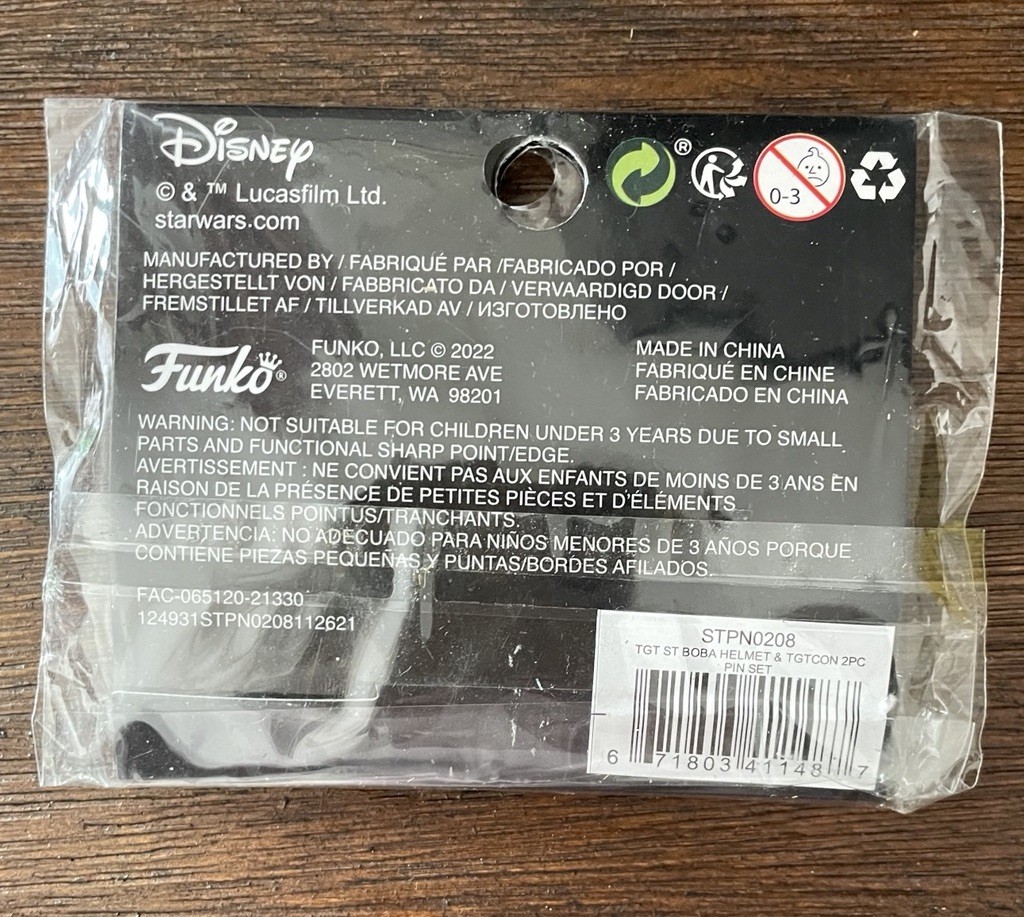 Disney
© & ™ Lucasfilm Ltd.
starwars.com
®
0-3
MANUFACTURED BY / FABRIQUÉ PAR /FABRICADO POR /
HERGESTELLT VON / FABBRICATO DA / VERVAARDIGD DOOR /
FREMSTILLET AF / TILLVERKAD AV / ИЗГОТОВЛЕНО
Funko®
FUNKO, LLC © 2022
2802 WETMORE AVE
EVERETT, WA 98201
MADE IN CHINA
FABRIQUÉ EN CHINE
FABRICADO EN CHINA
WARNING: NOT SUITABLE FOR CHILDREN UNDER 3 YEARS DUE TO SMALL
PARTS AND FUNCTIONAL SHARP POINT/EDGE.
AVERTISSEMENT : NE CONVIENT PAS AUX ENFANTS DE MOINS DE 3 ANS EN
RAISON DE LA PRÉSENCE DE PETITES PIÈCES ET D'ÉLÉMENTS
FONCTIONNELS POINTUS/TRANCHANTS.
ADVERTENCIA: NO ADECUADO PARA NIÑOS MENORES DE 3 AÑOS PORQUE
CONTIENE PIEZAS PEQUEÑAS Y PUNTAS/BORDES AFILADOS.
FAC-065120-21330
124931STPN0208112621
STPN0208
TGT ST BOBA HELMET & TGTCON 2PC
PIN SET
6 71803 41148 7